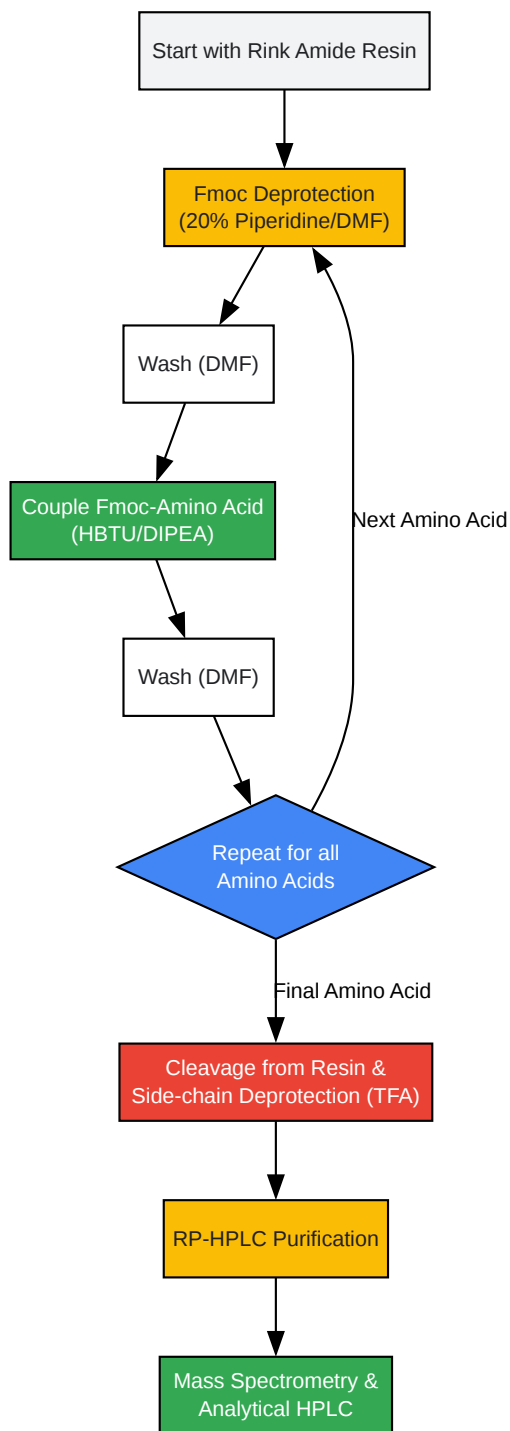 Start with Rink Amide Resin
Fmoc Deprotection
(20% Piperidine/DMF)
Wash (DMF)
Couple Fmoc-Amino Acid
(HBTU/DIPEA)
Next Amino Acid
Wash (DMF)
Repeat for all
Amino Acids
Final Amino Acid
Cleavage from Resin &
Side-chain Deprotection (TFA)
RP-HPLC Purification
Mass Spectrometry &
Analytical HPLC